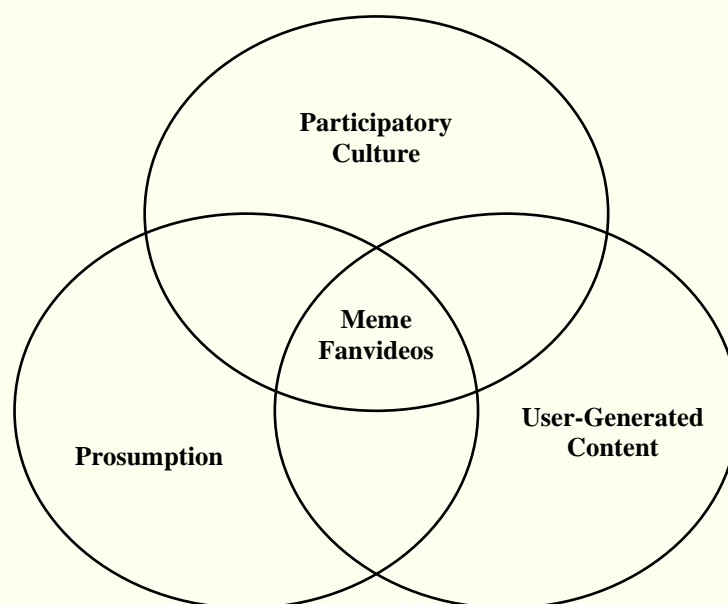 Participatory
Culture
Meme
Fanvideos
User-Generated
Content
Prosumption